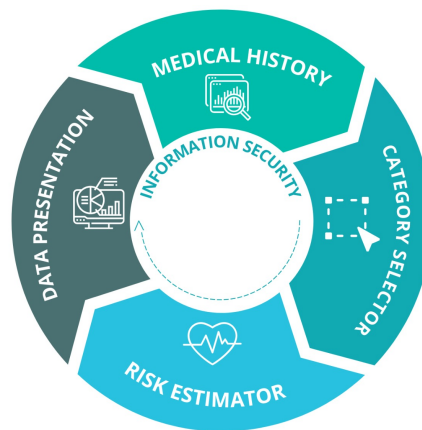 MEDICAL HISTORY
CATEGORY SELECTOR
RISK ESTIMATOR
DATA PRESENTATION
INFORMATION SECURITY